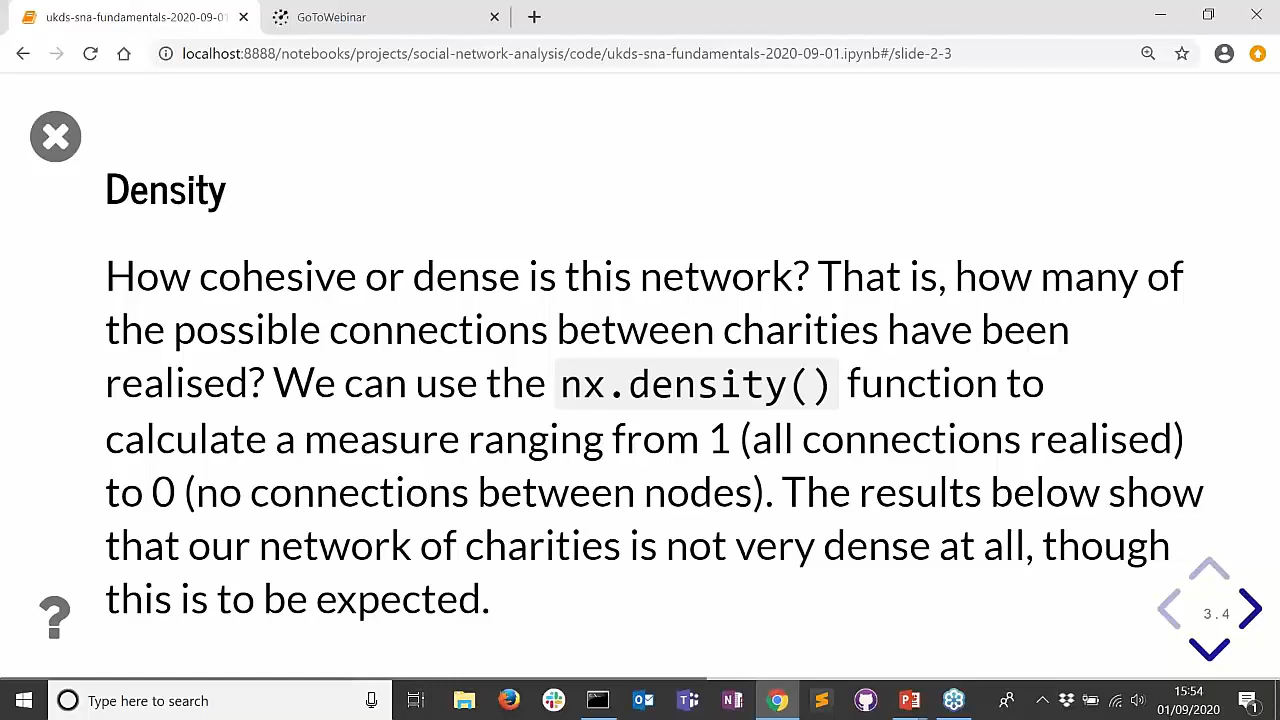 ukds-sna-fundamentals-2020-09-01
GoToWebinar
localhost:8888/notebooks/projects/social-network-analysis/code/ukds-sna-fundamentals-2020-09-01.ipynb#/slide-2-3
Density
How cohesive or dense is this network? That is, how many of
the possible connections between charities have been
realised? We can use the nx.density() function to
calculate a measure ranging from 1 (all connections realised)
to 0 (no connections between nodes). The results below show
that our network of charities is not very dense at all, though
this is to be expected.
?
3.4
Type here to search
15:54
01/09/2020
1